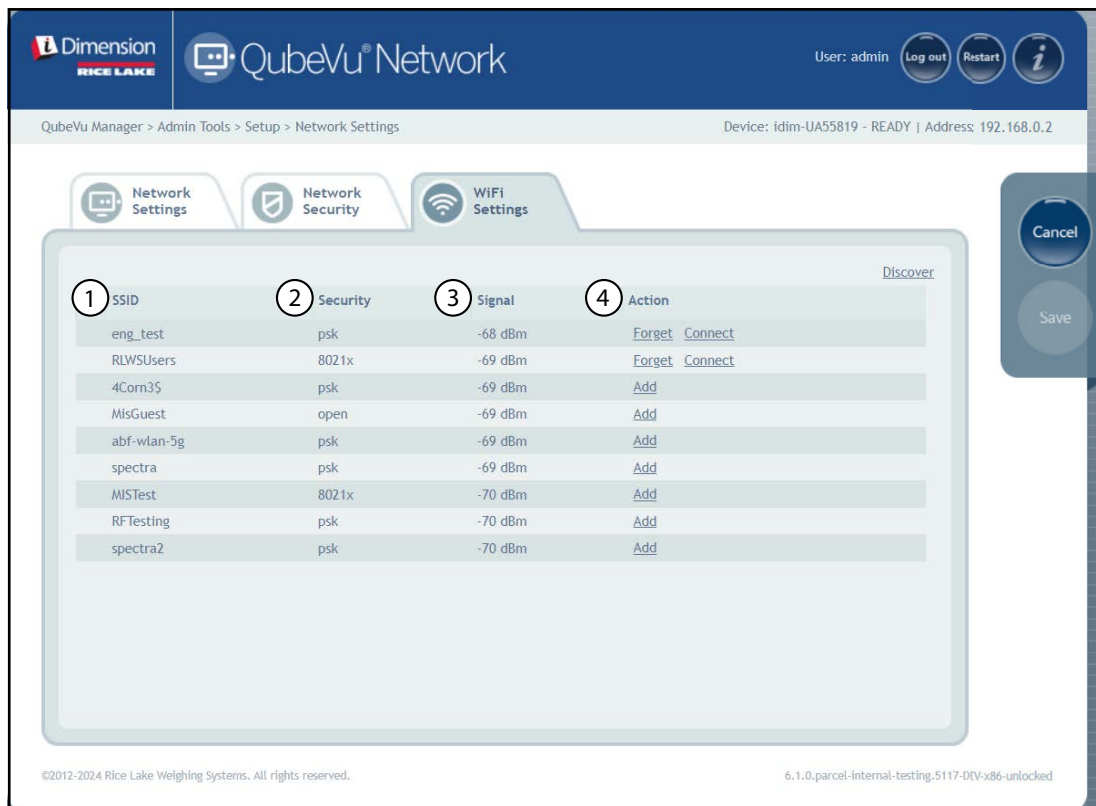 i Dimension
RICE LAKE
QubeVu® Network
User: admin
Log out
Restart
i
QubeVu Manager > Admin Tools > Setup > Network Settings
Device: idim-UA55819 - READY | Address: 192.168.0.2
Network Settings
Network Security
WiFi Settings
Cancel
Save
Discover
1 SSID 2 Security 3 Signal 4 Action
eng_test psk -68 dBm Forget Connect
RLWSUsers 8021x -69 dBm Forget Connect
4Corn3$ psk -69 dBm Add
MisGuest open -69 dBm Add
abf-wlan-5g psk -69 dBm Add
spectra psk -69 dBm Add
MISTest 8021x -70 dBm Add
RFTesting psk -70 dBm Add
spectra2 psk -70 dBm Add
©2012-2024 Rice Lake Weighing Systems. All rights reserved.
6.1.0.parcel-internal-testing.5117-DEV-x86-unlocked